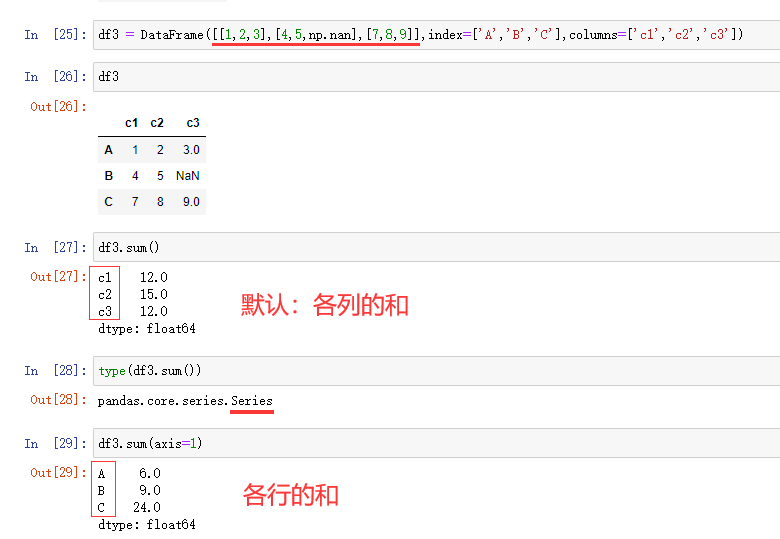 In [25]: df3 = DataFrame([[1,2,3],[4,5,np.nan],[7,8,9]],index=['A','B','C'],columns=['c1','c2','c3'])
In [26]: df3
Out[26]:
c1 c2 c3
A 1 2 3.0
B 4 5 NaN
C 7 8 9.0
In [27]: df3.sum()
Out[27]: c1 12.0
c2 15.0
c3 12.0
默认：各列的和
dtype: float64
In [28]: type(df3.sum())
Out[28]: pandas.core.series.Series
In [29]: df3.sum(axis=1)
Out[29]: A 6.0
B 9.0
C 24.0
各行的和
dtype: float64